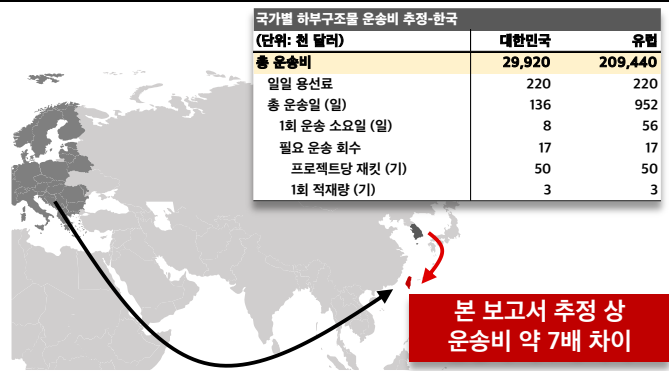 국가별 하부구조물 운송비 추정-한국
(단위: 천 달러) 대한민국 유럽
총 운송비 29,920 209,440
일일 용선료 220 220
총 운송일 (일) 136 952
1회 운송 소요일 (일) 8 56
필요 운송 회수 17 17
프로젝트당 재킷 (기) 50 50
1회 적재량 (기) 3 3
본 보고서 추정 상
운송비 약 7배 차이